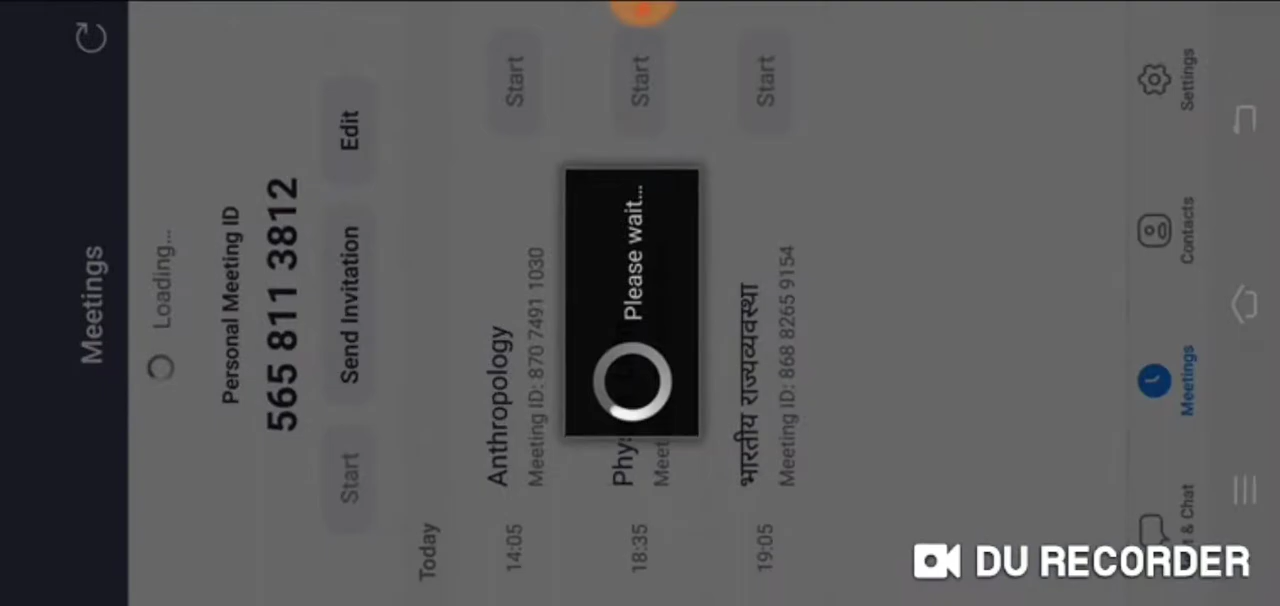 Meetings
Loading...
Personal Meeting ID
565 811 3812
Start Send Invitation Edit
Today
14:05 Anthropology Start
Meeting ID: 870 7491 1030
18:35 Start
Please wait...
19:05 भारतीय राज्यव्यवस्था Start
Meeting ID: 868 8265 9154
& Chat Meetings Contacts Settings
DU RECORDER